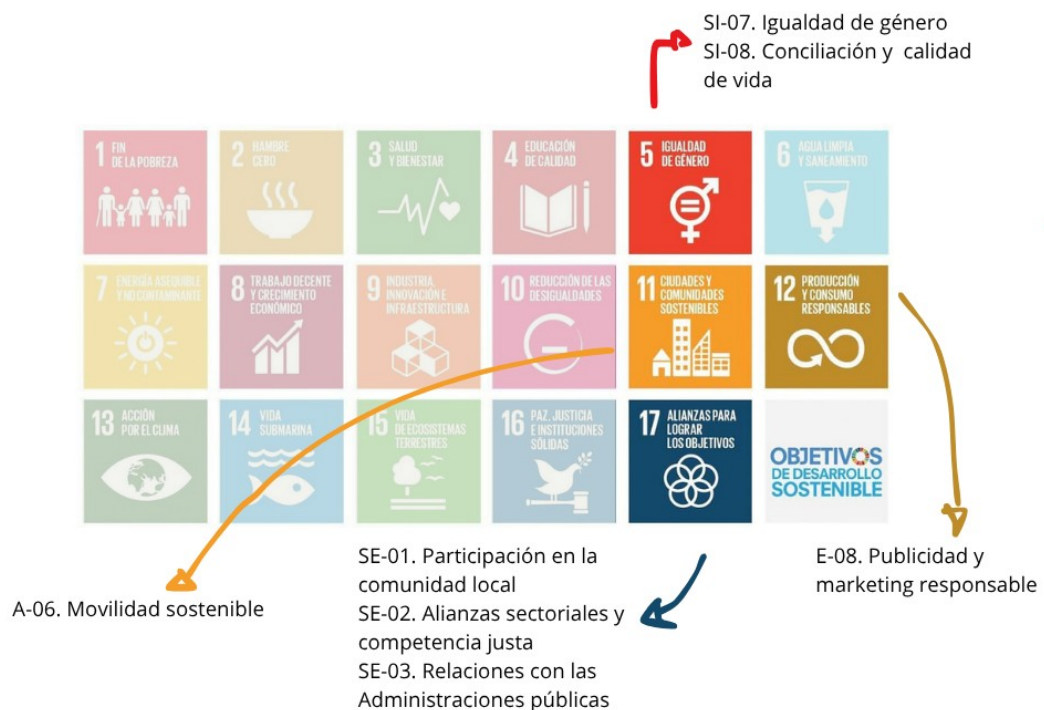 SI-07. Igualdad de género
SI-08. Conciliación y calidad
de vida
1 FIN
DE LA POBREZA
2 HAMBRE
CERO
3 SALUD
Y BIENESTAR
4 EDUCACIÓN
DE CALIDAD
5 IGUALDAD
DE GÉNERO
6 AGUA LIMPIA
Y SANEAMIENTO
7 ENERGÍA ASEQUIBLE
Y NO CONTAMINANTE
8 TRABAJO DECENTE
Y CRECIMIENTO
ECONÓMICO
9 INDUSTRIA,
INNOVACIÓN E
INFRAESTRUCTURA
10 REDUCCIÓN DE LAS
DESIGUALDADES
11 CIUDADES Y
COMUNIDADES
SOSTENIBLES
12 PRODUCCIÓN
Y CONSUMO
RESPONSABLES
13 ACCIÓN
POR EL CLIMA
14 VIDA
SUBMARINA
15 VIDA
DE ECOSISTEMAS
TERRESTRES
16 PAZ, JUSTICIA
E INSTITUCIONES
SÓLIDAS
17 ALIANZAS PARA
LOGRAR
LOS OBJETIVOS
OBJETIVOS
DE DESARROLLO
SOSTENIBLE
A-06. Movilidad sostenible
SE-01. Participación en la
comunidad local
SE-02. Alianzas sectoriales y
competencia justa
SE-03. Relaciones con las
Administraciones públicas
E-08. Publicidad y
marketing responsable